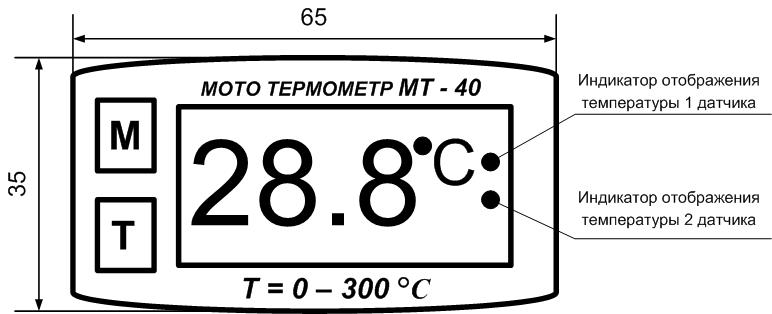 65
МОТО ТЕРМОМЕТР МТ - 40
Индикатор отображения
температуры 1 датчика
M
35
28.8°C
Индикатор отображения
температуры 2 датчика
T
T = 0 – 300 °C